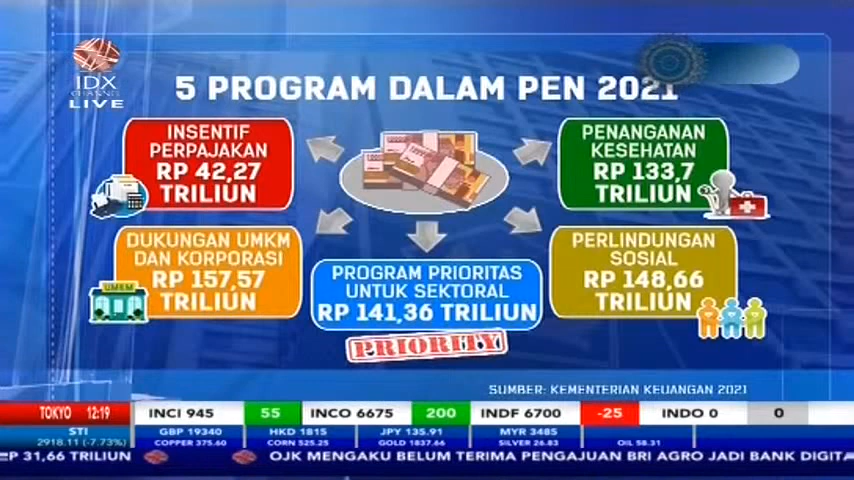 IDX
CHANNEL
LIVE
5 PROGRAM DALAM PEN 2021
INSENTIF
PERPAJAKAN
RP 42,27
TRILIUN
PENANGANAN
KESEHATAN
RP 133,7
TRILIUN
DUKUNGAN UMKM
DAN KORPORASI
RP 157,57
TRILIUN
UMKM
PROGRAM PRIORITAS
UNTUK SEKTORAL
RP 141,36 TRILIUN
PRIORITY
PERLINDUNGAN
SOSIAL
RP 148,66
TRILIUN
SUMBER: KEMENTERIAN KEUANGAN 2021
TOKYO 12:19 INCI 945 55 INCO 6675 200 INDF 6700 -25 INDO 0 0
STI GBP 19340 HKD 1815 JPY 135.91 MYR 3485
2918.11 (-7.73%) COPPER 375.60 CORN 525.25 GOLD 1837.66 SILVER 26.83 OIL 58.31
RP 31,66 TRILIUN OJK MENGAKU BELUM TERIMA PENGAJUAN BRI AGRO JADI BANK DIGITA